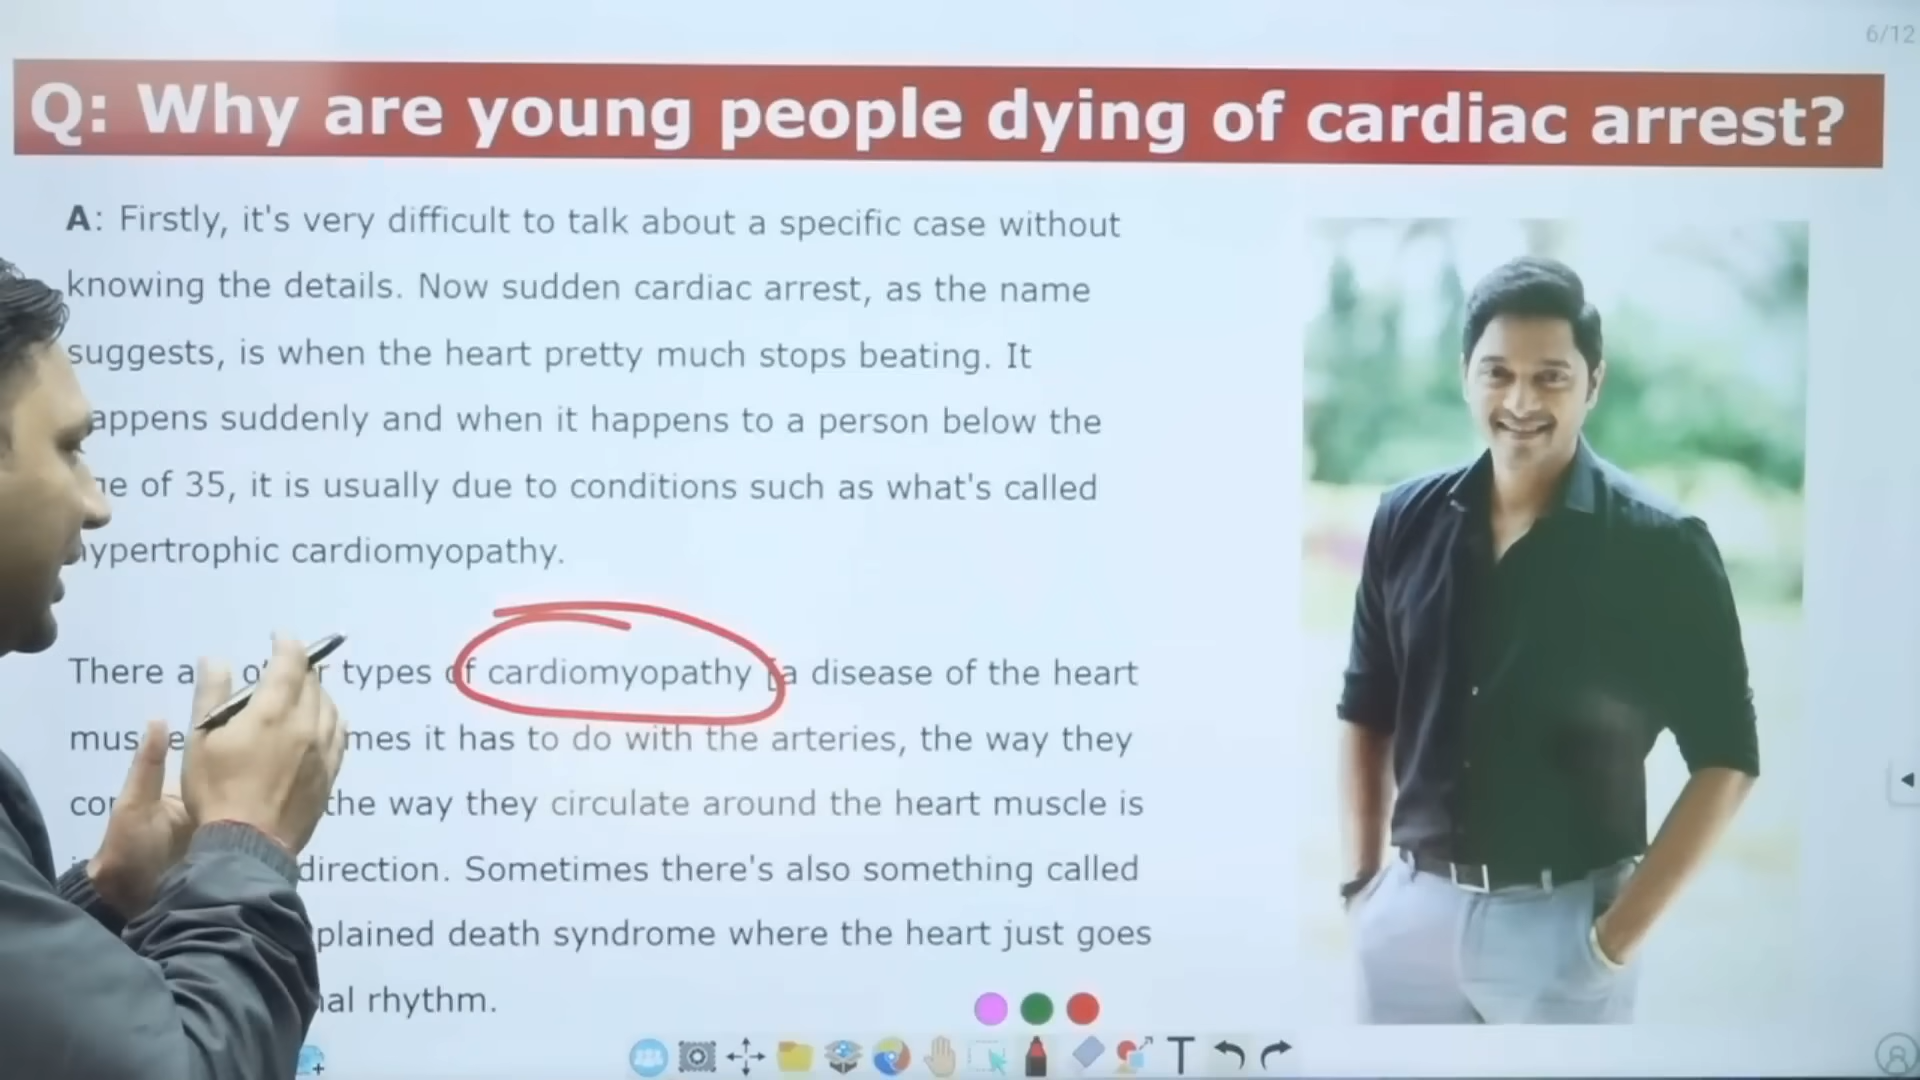 6/12
Q: Why are young people dying of cardiac arrest?
A: Firstly, it's very difficult to talk about a specific case without
knowing the details. Now sudden cardiac arrest, as the name
suggests, is when the heart pretty much stops beating. It
suddenly and when it happens to a person below the
of 35, it is usually due to conditions such as what's called
cardiomyopathy.
There types of cardiomyopathy [a disease of the heart
it has to do with the arteries, the way they
the way they circulate around the heart muscle is
direction. Sometimes there's also something called
death syndrome where the heart just goes
rhythm.
T